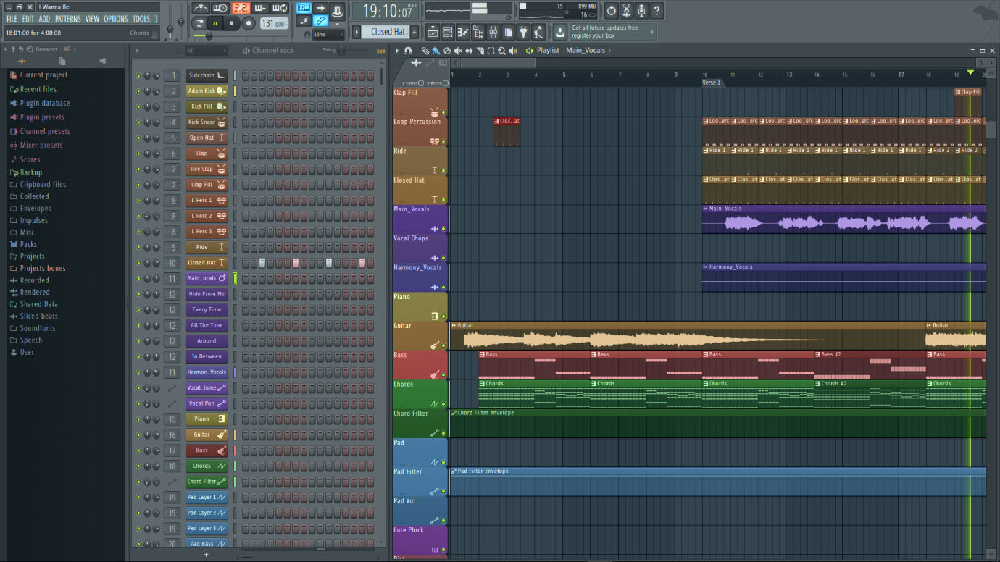 I Wanna Be
FILE EDIT ADD PATTERNS VIEW OPTIONS TOOLS ?
18:01:00 for 4:00:00 Chords
3.2.
131.000
Line
19:10:07
B:S:T
Closed Hat
15
899 MB
16
Get all future updates free,
register your box
Browser - All
Current project
Recent files
Plugin database
Plugin presets
Channel presets
Mixer presets
Scores
Backup
Clipboard files
Collected
Envelopes
Impulses
Misc
Packs
Projects
Projects bones
Recorded
Rendered
Shared Data
Sliced beats
Soundfonts
Speech
User
All
Channel rack
Swing
1 Sidechain
2 Adam Kick
3 Kick Fill
4 Kick Snare
5 Open Hat
6 Clap
7 Rev Clap
7 Clap Fill
8 L Perc 1
8 L Perc 2
8 L Perc 3
9 Ride
10 Closed Hat
11 Main..ocals
12 Hide From Me
12 Every Time
12 All The Time
12 Around
12 In Between
11 Harmon..Vocals
Vocal..lume
Vocal Pan
15 Piano
16 Guitar
17 Bass
18 Chords
Chord Filter
19 Pad Layer 1
19 Pad Layer 2
19 Pad Layer 3
20 Pad Bass
+
Playlist - Main_Vocals
Z-CROSS STRETCH
1 2 3 4 5 6 7 8 9 10 11 12 13 14 15 16 17 18 19 20
Verse 1
Clap Fill
Clap Fill
Loop Percussion
Clos..at
Loo..erc Loo..erc Loo..erc Loo..erc Loo..erc Loo..erc Loo..erc Loo..erc Loo..erc Loo..erc
Ride
Ride 1 Ride 1 Ride 1 Ride 1 Ride 1 Ride 1 Ride 1 Ride 1 Ride 2 Ride 2
Closed Hat
Clos..at Clos..at Clos..at Clos..at Clos..at Clos..at Clos..at Clos..at Clos..at Clos..at
Main_Vocals
Main_Vocals
Vocal Chops
Harmony_Vocals
Harmony_Vocals
Piano
Guitar
Guitar Guitar
Bass
Bass Bass Bass Bass #2 Bass
Chords
Chords Chords Chords Chords #2 Chords
Chord Filter
Chord Filter envelope
Pad
Pad Filter
Pad Filter envelope
Pad Vol
Cute Pluck